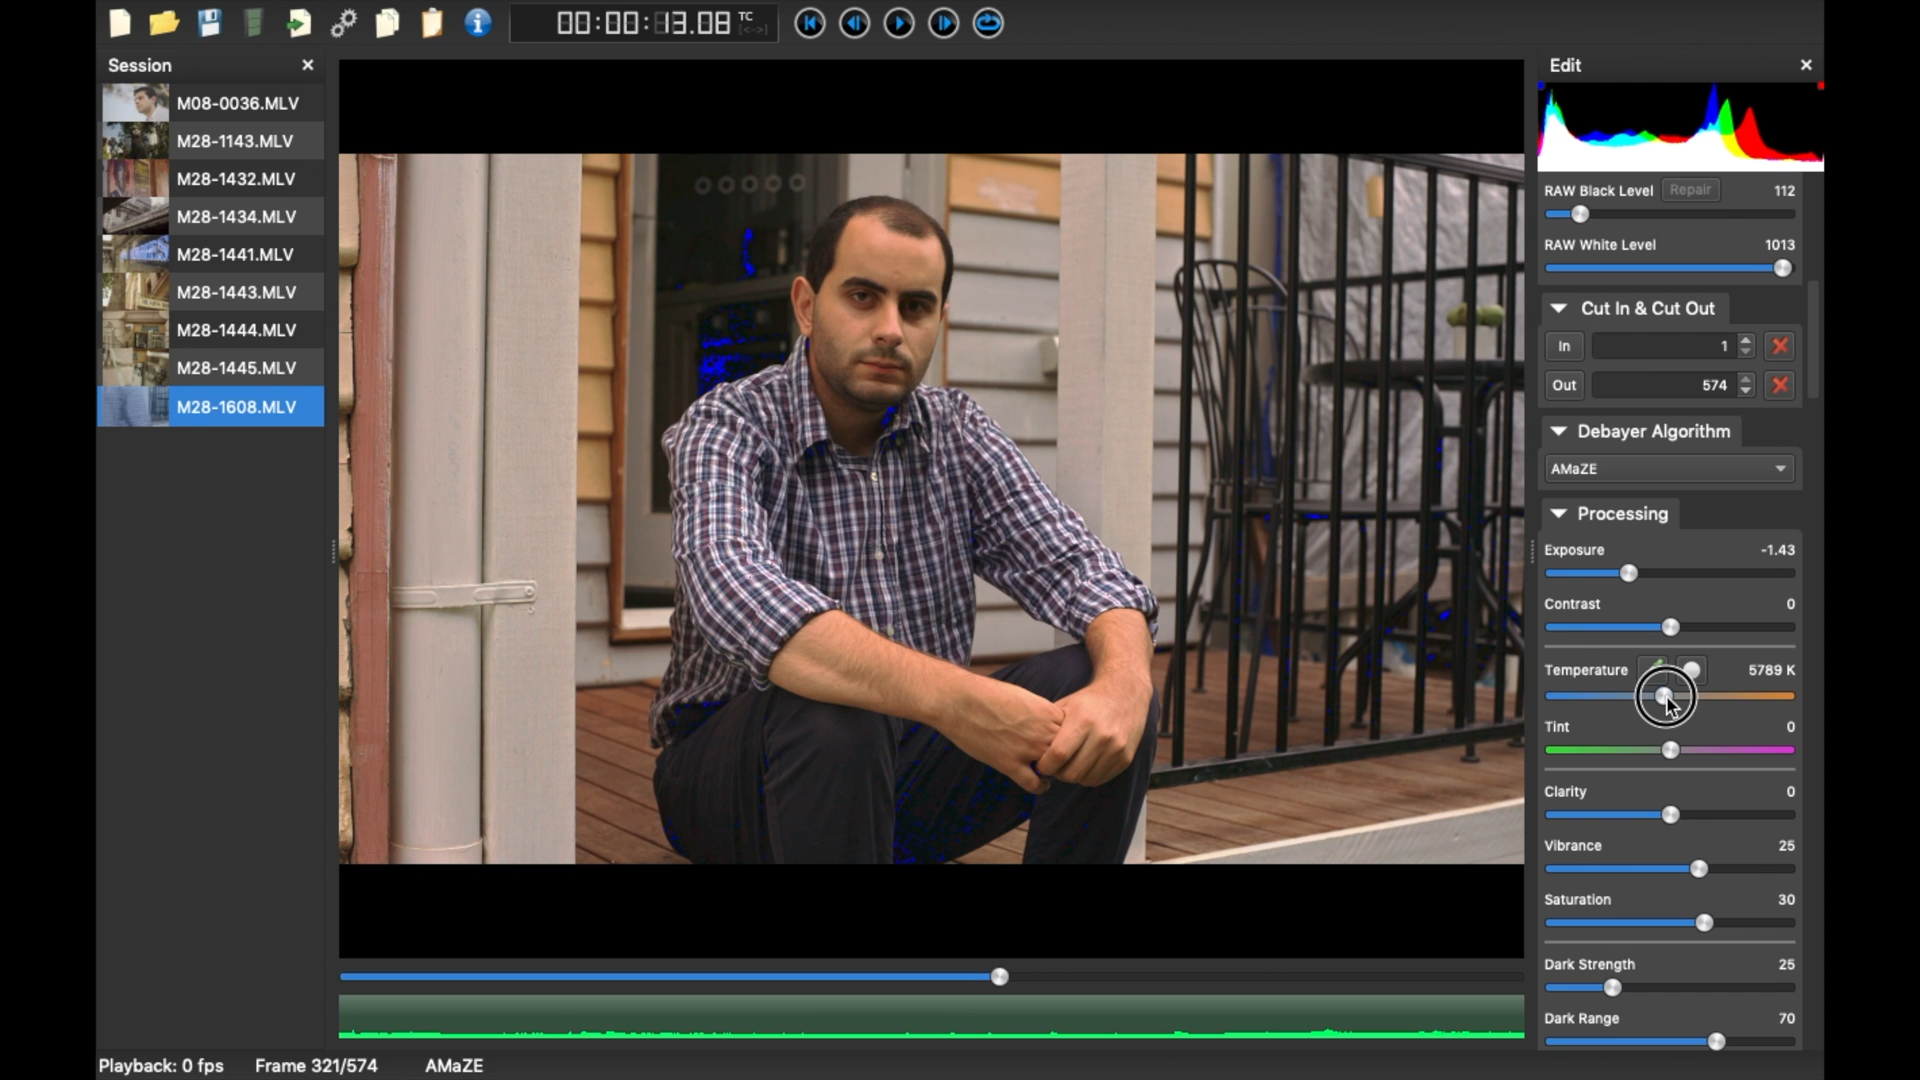 00:00:13.08 TC
[<->]
Session
M08-0036.MLV
M28-1143.MLV
M28-1432.MLV
M28-1434.MLV
M28-1441.MLV
M28-1443.MLV
M28-1444.MLV
M28-1445.MLV
M28-1608.MLV
Edit
RAW Black Level Repair 112
RAW White Level 1013
Cut In & Cut Out
In 1
Out 574
Debayer Algorithm
AMaZE
Processing
Exposure -1.43
Contrast 0
Temperature 5789 K
Tint 0
Clarity 0
Vibrance 25
Saturation 30
Dark Strength 25
Dark Range 70
Playback: 0 fps Frame 321/574 AMaZE